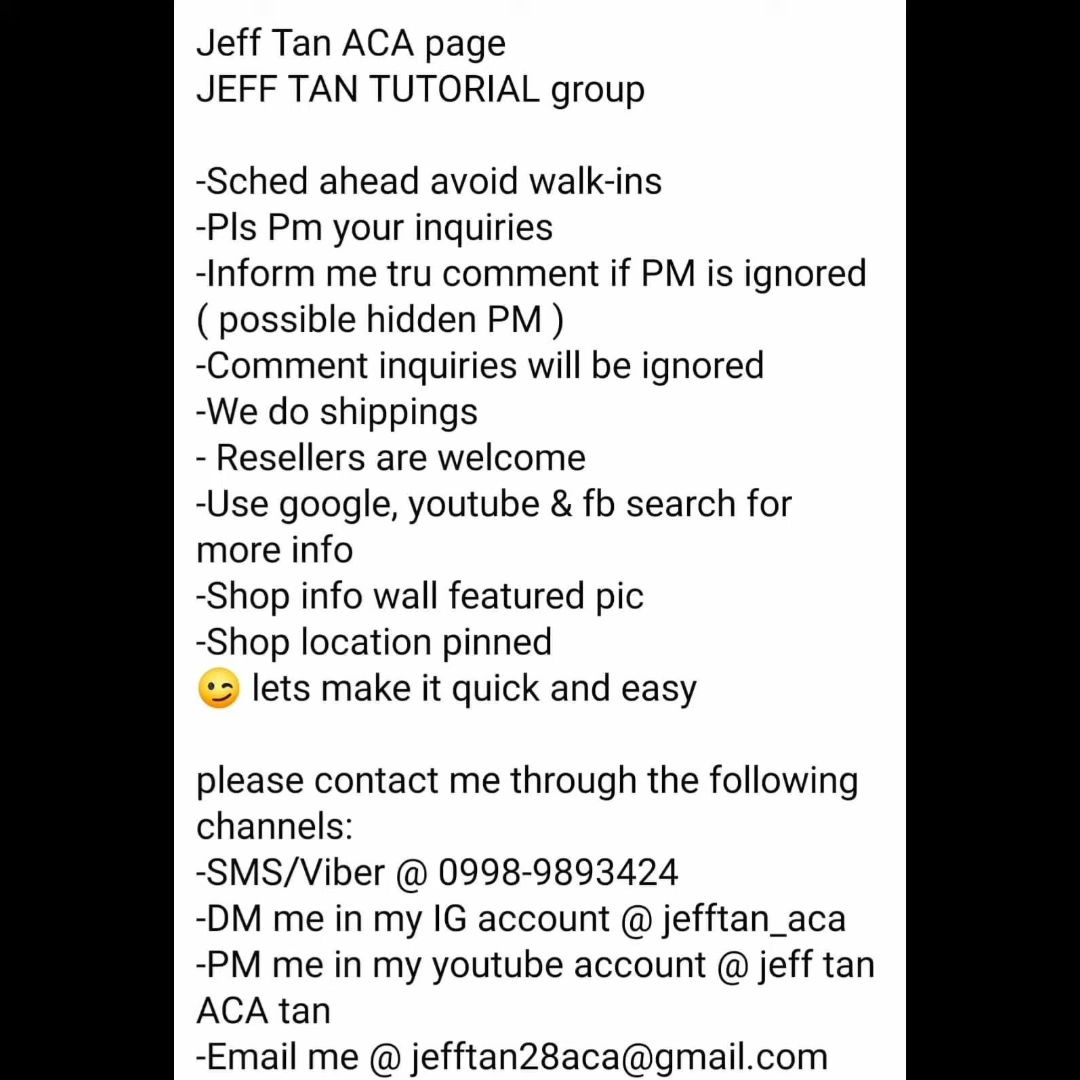 Jeff Tan ACA page
JEFF TAN TUTORIAL group
-Sched ahead avoid walk-ins
-Pls Pm your inquiries
-Inform me tru comment if PM is ignored
( possible hidden PM )
-Comment inquiries will be ignored
-We do shippings
- Resellers are welcome
-Use google, youtube & fb search for
more info
-Shop info wall featured pic
-Shop location pinned
😉 lets make it quick and easy
please contact me through the following
channels:
-SMS/Viber @ 0998-9893424
-DM me in my IG account @ jefftan_aca
-PM me in my youtube account @ jeff tan
ACA tan
-Email me @ jefftan28aca@gmail.com